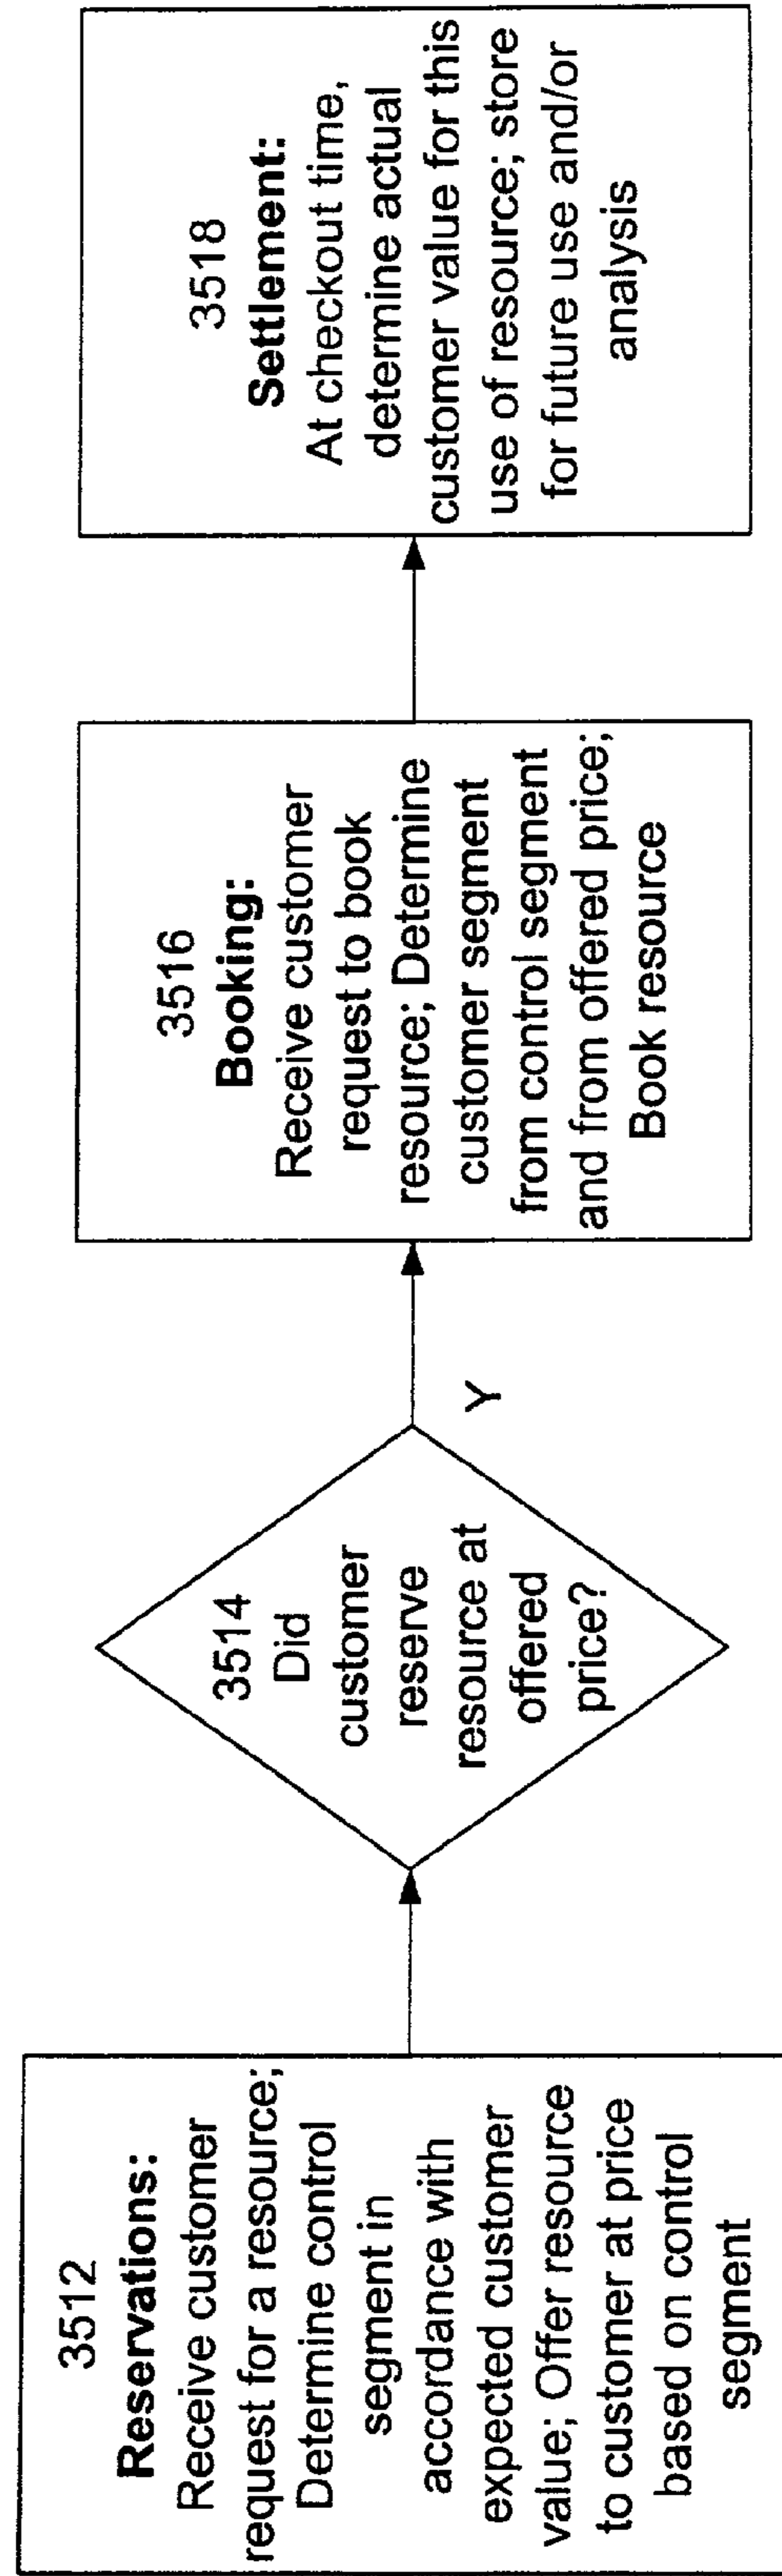 3512
Reservations:
Receive customer
request for a resource;
Determine control
segment in
accordance with
expected customer
value; Offer resource
to customer at price
based on control
segment
3514
Did
customer
reserve
resource at
offered
price?
Y
3516
Booking:
Receive customer
request to book
resource; Determine
customer segment
from control segment
and from offered price;
Book resource
3518
Settlement:
At checkout time,
determine actual
customer value for this
use of resource; store
for future use and/or
analysis